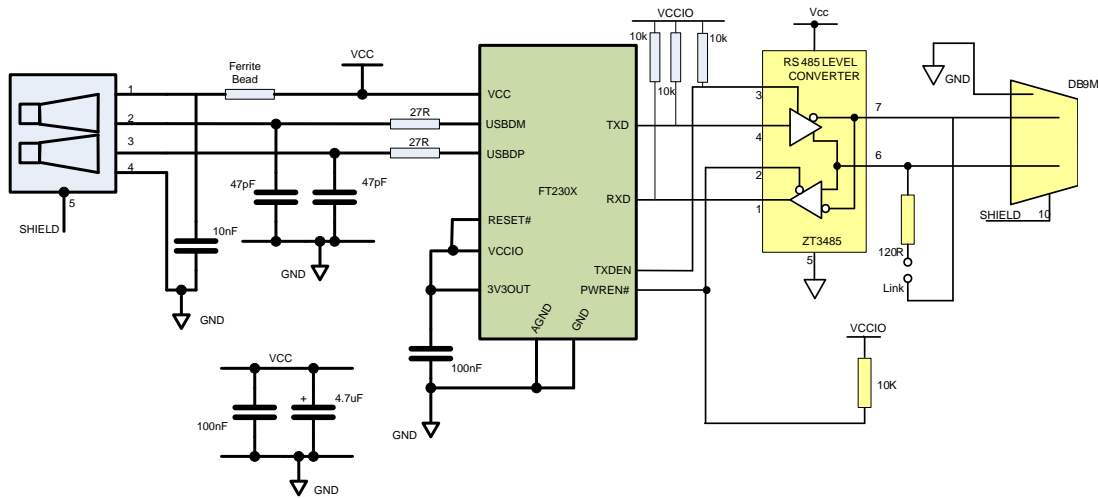 VCCIO
Vcc
10k
10k
10k
VCC
Ferrite
Bead
RS 485 LEVEL
CONVERTER
GND
DB9M
1
2
3
4
5
SHIELD
27R
27R
47pF
47pF
10nF
GND
GND
VCC
USBDM
USBDP
FT230X
RESET#
VCCIO
3V3OUT
AGND
GND
TXD
RXD
TXDEN
PWREN#
3
4
2
1
7
6
5
ZT3485
120R
Link
SHIELD
10
VCCIO
10K
100nF
GND
VCC
100nF
+
4.7uF
GND